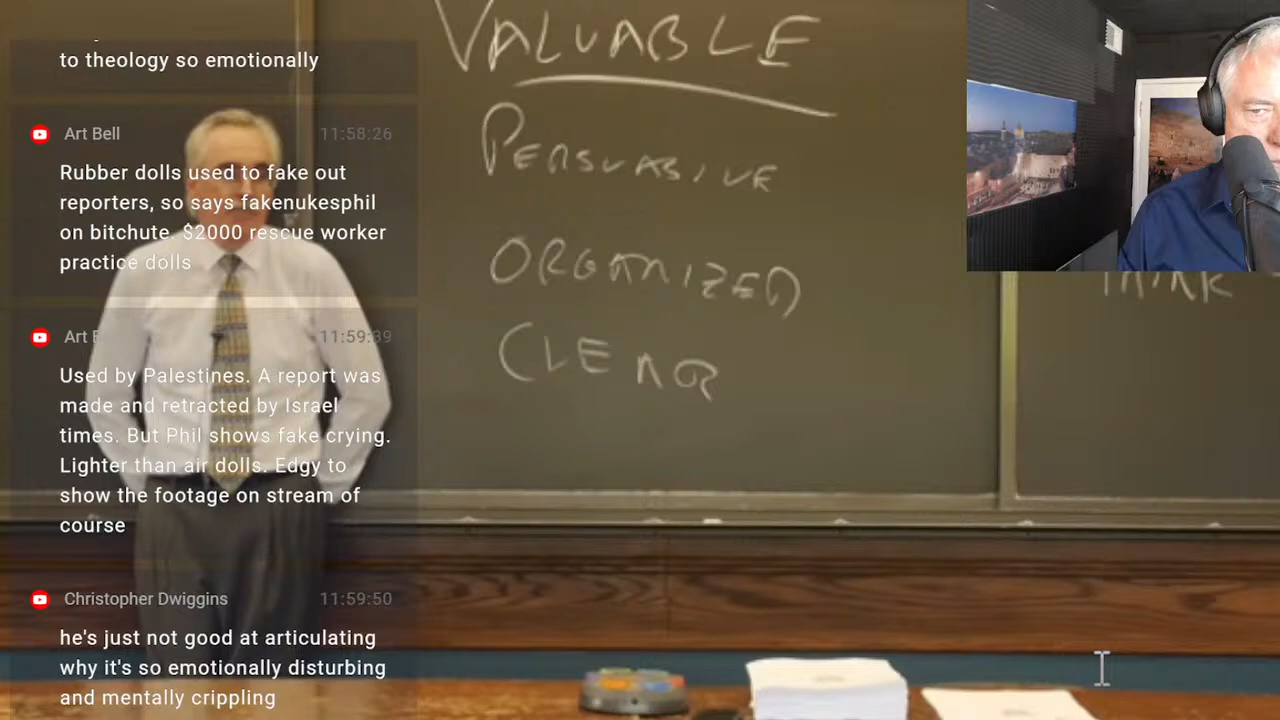 to theology so emotionally
Art Bell
11:58:26
Rubber dolls used to fake out
reporters, so says fakenukesphil
on bitchute. $2000 rescue worker
practice dolls
Art B
11:59:39
Used by Palestines. A report was
made and retracted by Israel
times. But Phil shows fake crying.
Lighter than air dolls. Edgy to
show the footage on stream of
course
Christopher Dwiggins
11:59:50
he's just not good at articulating
why it's so emotionally disturbing
and mentally crippling
VALUABLE
PERSUASIVE
ORGANIZED
CLEAR
THINK